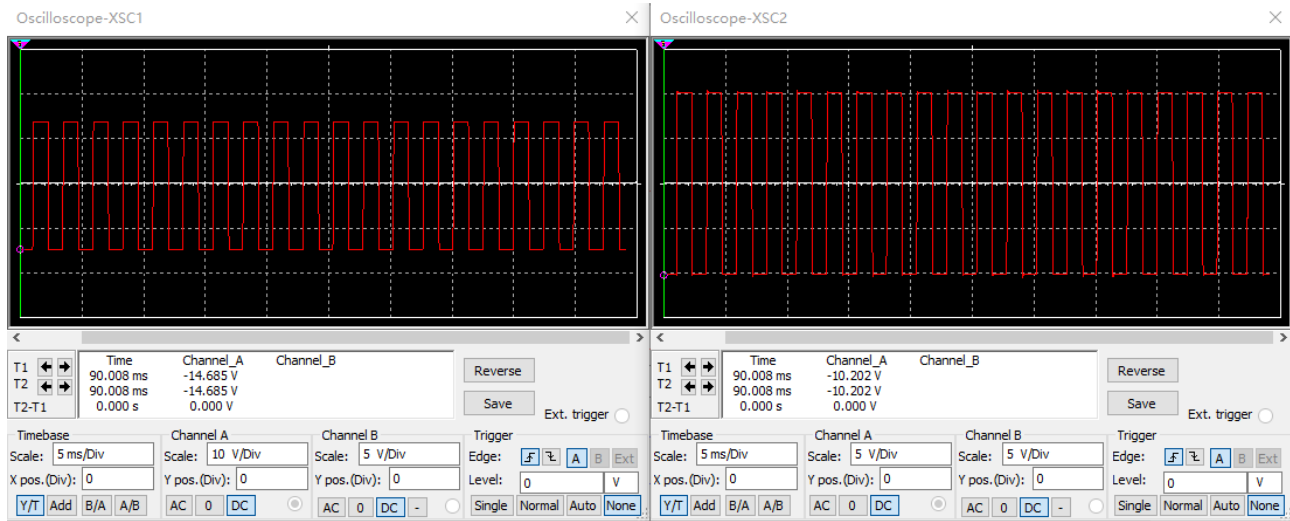 Oscilloscope-XSC1
Time Channel_A Channel_B
T1 90.008 ms -14.685 V
T2 90.008 ms -14.685 V
T2-T1 0.000 s 0.000 V
Reverse
Save
Ext. trigger
Timebase Channel A Channel B Trigger
Scale: 5 ms/Div Scale: 10 V/Div Scale: 5 V/Div Edge: A B Ext
X pos.(Div): 0 Y pos.(Div): 0 Y pos.(Div): 0 Level: 0 V
Y/T Add B/A A/B AC 0 DC AC 0 DC - Single Normal Auto None
Oscilloscope-XSC2
Time Channel_A Channel_B
T1 90.008 ms -10.202 V
T2 90.008 ms -10.202 V
T2-T1 0.000 s 0.000 V
Reverse
Save
Ext. trigger
Timebase Channel A Channel B Trigger
Scale: 5 ms/Div Scale: 5 V/Div Scale: 5 V/Div Edge: A B Ext
X pos.(Div): 0 Y pos.(Div): 0 Y pos.(Div): 0 Level: 0 V
Y/T Add B/A A/B AC 0 DC AC 0 DC - Single Normal Auto None